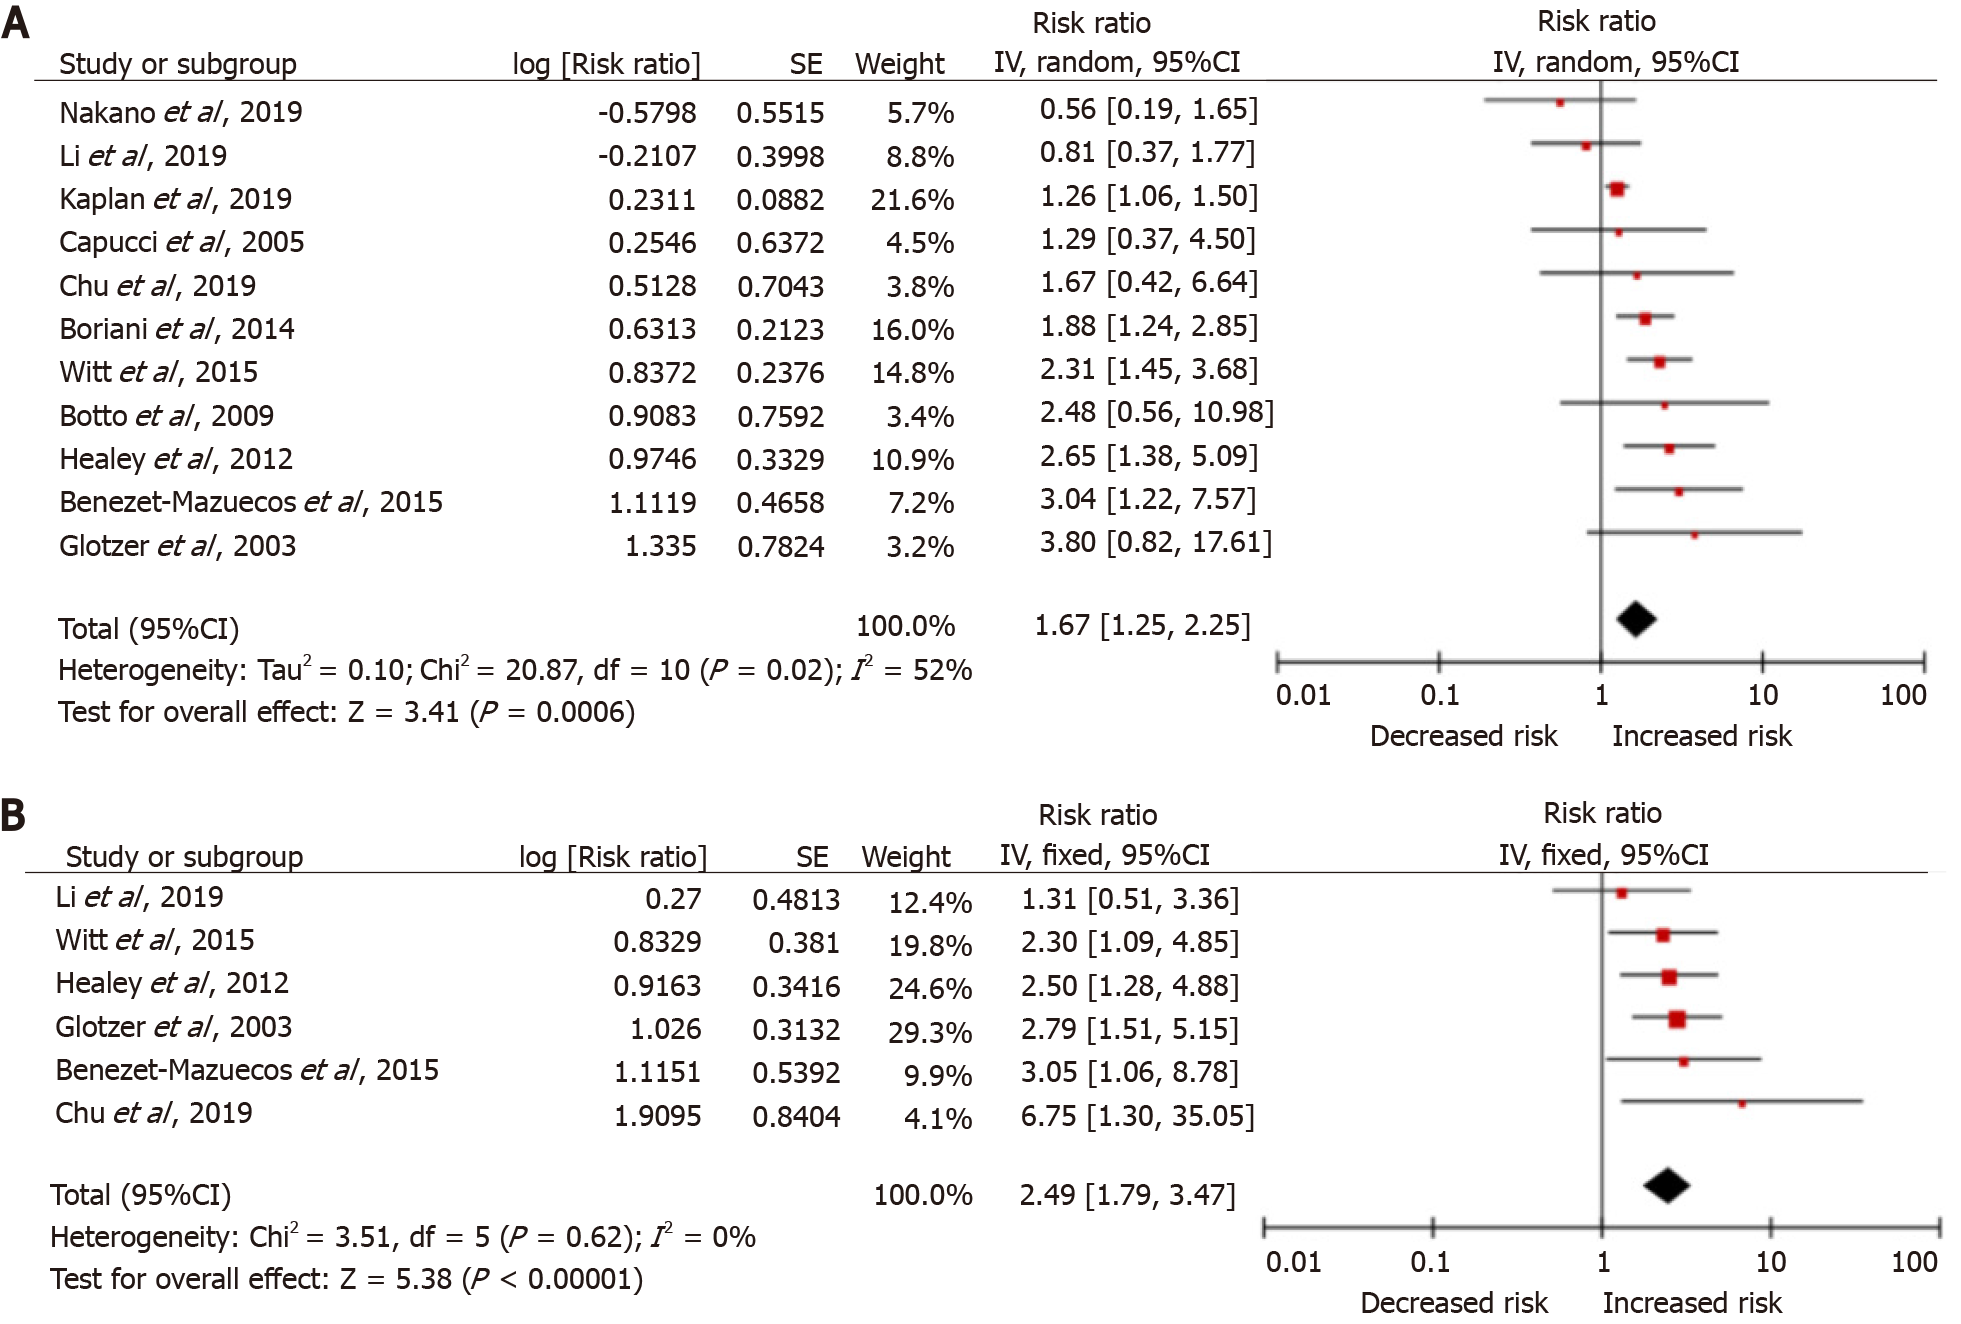 A
Risk ratio Risk ratio
Study or subgroup log [Risk ratio] SE Weight IV, random, 95%CI IV, random, 95%CI
Nakano et al, 2019 -0.5798 0.5515 5.7% 0.56 [0.19, 1.65]
Li et al, 2019 -0.2107 0.3998 8.8% 0.81 [0.37, 1.77]
Kaplan et al, 2019 0.2311 0.0882 21.6% 1.26 [1.06, 1.50]
Capucci et al, 2005 0.2546 0.6372 4.5% 1.29 [0.37, 4.50]
Chu et al, 2019 0.5128 0.7043 3.8% 1.67 [0.42, 6.64]
Boriani et al, 2014 0.6313 0.2123 16.0% 1.88 [1.24, 2.85]
Witt et al, 2015 0.8372 0.2376 14.8% 2.31 [1.45, 3.68]
Botto et al, 2009 0.9083 0.7592 3.4% 2.48 [0.56, 10.98]
Healey et al, 2012 0.9746 0.3329 10.9% 2.65 [1.38, 5.09]
Benezet-Mazuecos et al, 2015 1.1119 0.4658 7.2% 3.04 [1.22, 7.57]
Glotzer et al, 2003 1.335 0.7824 3.2% 3.80 [0.82, 17.61]
Total (95%CI) 100.0% 1.67 [1.25, 2.25]
Heterogeneity: Tau² = 0.10; Chi² = 20.87, df = 10 (P = 0.02); I² = 52%
Test for overall effect: Z = 3.41 (P = 0.0006)
0.01 0.1 1 10 100
Decreased risk Increased risk
B
Risk ratio Risk ratio
Study or subgroup log [Risk ratio] SE Weight IV, fixed, 95%CI IV, fixed, 95%CI
Li et al, 2019 0.27 0.4813 12.4% 1.31 [0.51, 3.36]
Witt et al, 2015 0.8329 0.381 19.8% 2.30 [1.09, 4.85]
Healey et al, 2012 0.9163 0.3416 24.6% 2.50 [1.28, 4.88]
Glotzer et al, 2003 1.026 0.3132 29.3% 2.79 [1.51, 5.15]
Benezet-Mazuecos et al, 2015 1.1151 0.5392 9.9% 3.05 [1.06, 8.78]
Chu et al, 2019 1.9095 0.8404 4.1% 6.75 [1.30, 35.05]
Total (95%CI) 100.0% 2.49 [1.79, 3.47]
Heterogeneity: Chi² = 3.51, df = 5 (P = 0.62); I² = 0%
Test for overall effect: Z = 5.38 (P < 0.00001)
0.01 0.1 1 10 100
Decreased risk Increased risk